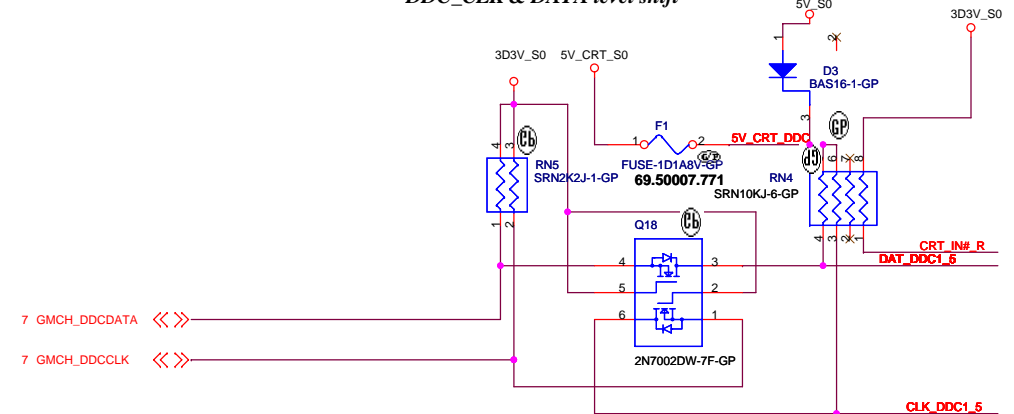 DDC_CLK & DATA level shift
5V_S0
3D3V_S0
3D3V_S0
5V_CRT_S0
1
2
D3
BAS16-1-GP
3
F1
1
2
5V_CRT_DDC
FUSE-1D1A8V-GP
69.50007.771
4
3
RN5
SRN2K2J-1-GP
1
2
GP
6
7
8
RN4
SRN10KJ-6-GP
4
3
2
1
Q18
CRT_IN#_R
DAT_DDC1_5
4
3
5
2
6
1
7 GMCH_DDCDATA
7 GMCH_DDCCLK
2N7002DW-7F-GP
CLK_DDC1_5